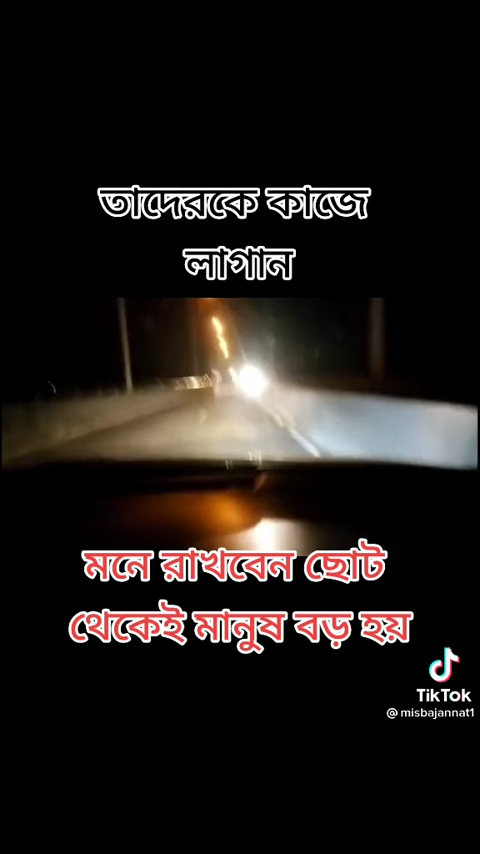 তাদেরকে কাজে
লাগান
মনে রাখবেন ছোট
থেকেই মানুষ বড় হয়
TikTok
@misbajannat1